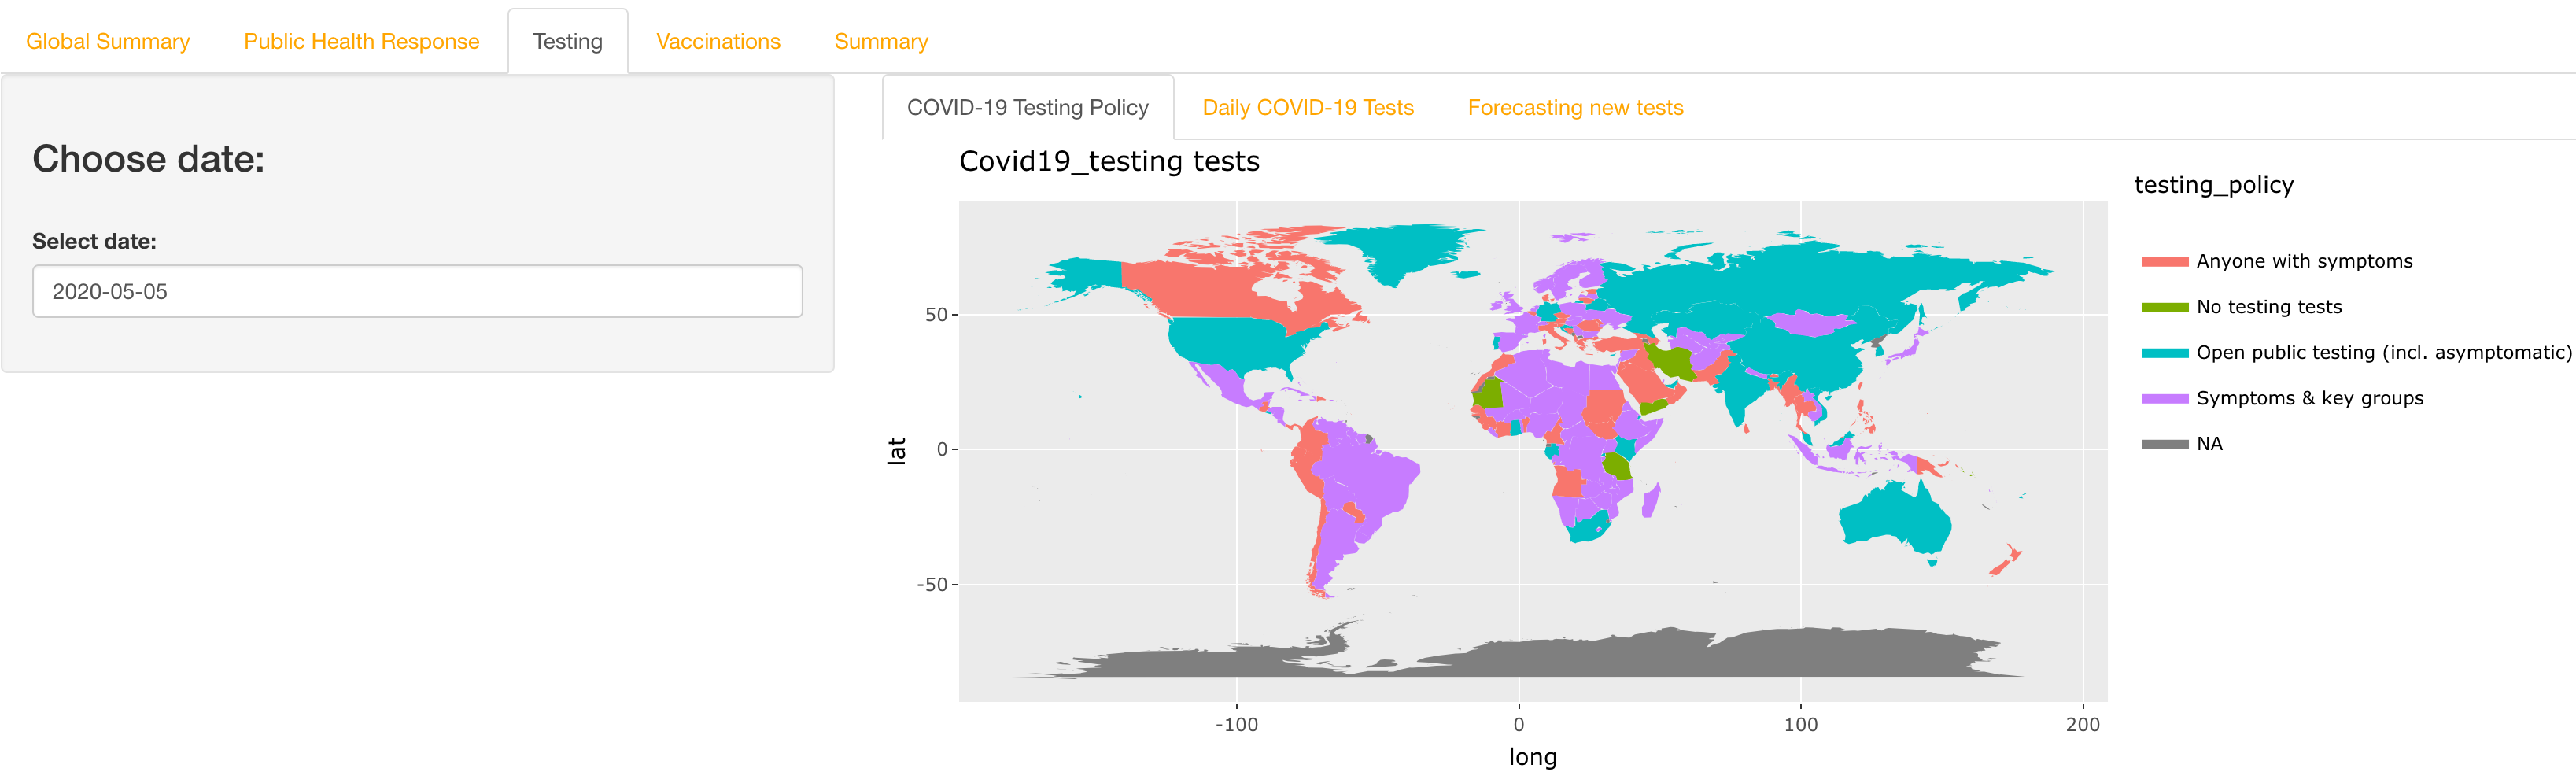 Global Summary
Public Health Response
Testing
Vaccinations
Summary
Choose date:
Select date:
2020-05-05
COVID-19 Testing Policy
Daily COVID-19 Tests
Forecasting new tests
Covid19_testing tests
lat
50
0
-50
-100
0
100
200
long
testing_policy
Anyone with symptoms
No testing tests
Open public testing (incl. asymptomatic)
Symptoms & key groups
NA